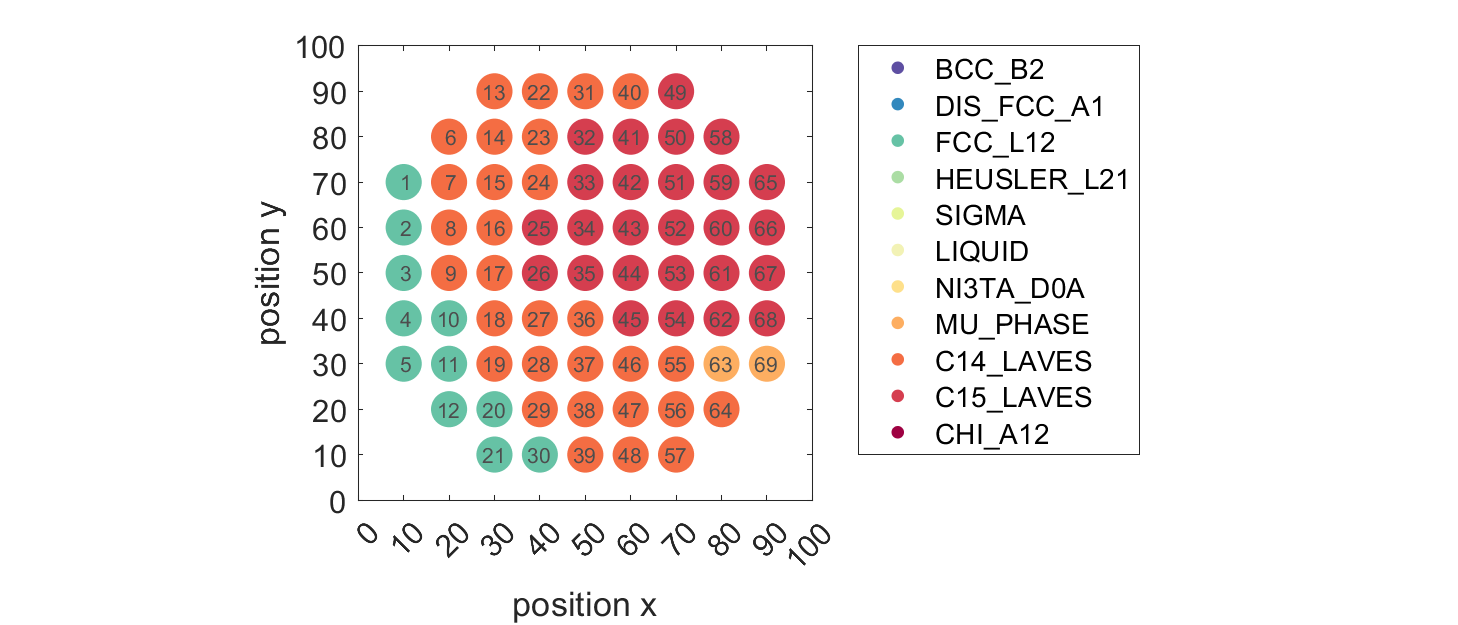 100
90 13 22 31 40 49
80 6 14 23 32 41 50 58
70 1 7 15 24 33 42 51 59 65
60 2 8 16 25 34 43 52 60 66
50 3 9 17 26 35 44 53 61 67
40 4 10 18 27 36 45 54 62 68
30 5 11 19 28 37 46 55 63 69
20 12 20 29 38 47 56 64
10 21 30 39 48 57
0
0 10 20 30 40 50 60 70 80 90 100
position x
position y
BCC_B2
DIS_FCC_A1
FCC_L12
HEUSLER_L21
SIGMA
LIQUID
NI3TA_D0A
MU_PHASE
C14_LAVES
C15_LAVES
CHI_A12